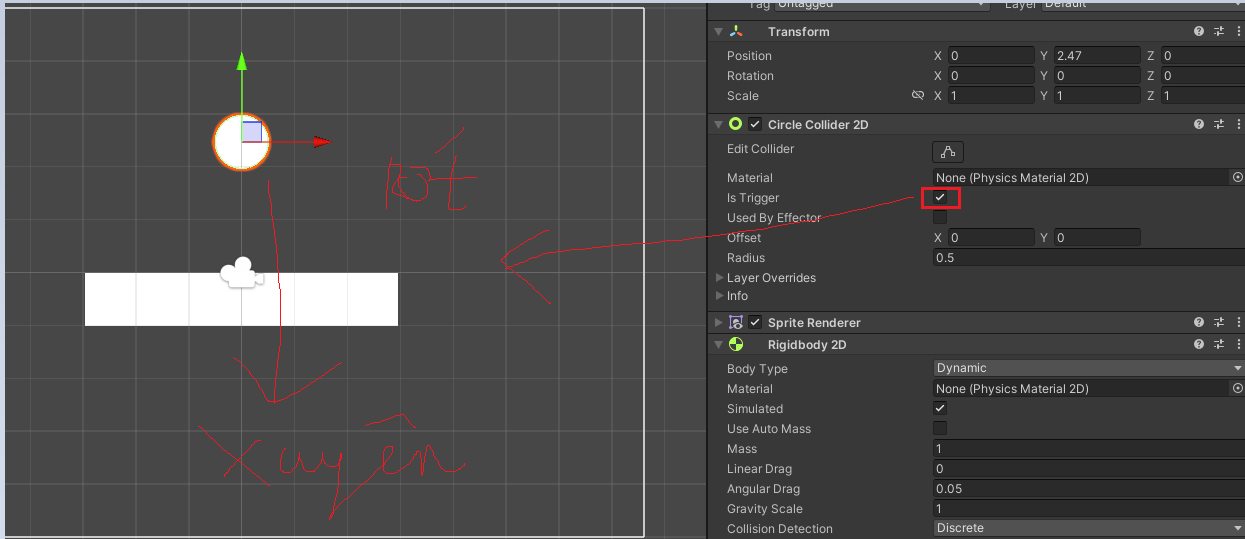 Tag Untagged Layer Default
Transform
Position X 0 Y 2.47 Z 0
Rotation X 0 Y 0 Z 0
Scale X 1 Y 1 Z 1
Circle Collider 2D
Edit Collider
Material None (Physics Material 2D)
Is Trigger
Used By Effector
Offset X 0 Y 0
Radius 0.5
Layer Overrides
Info
Sprite Renderer
Rigidbody 2D
Body Type Dynamic
Material None (Physics Material 2D)
Simulated
Use Auto Mass
Mass 1
Linear Drag 0
Angular Drag 0.05
Gravity Scale 1
Collision Detection Discrete
Xuyên